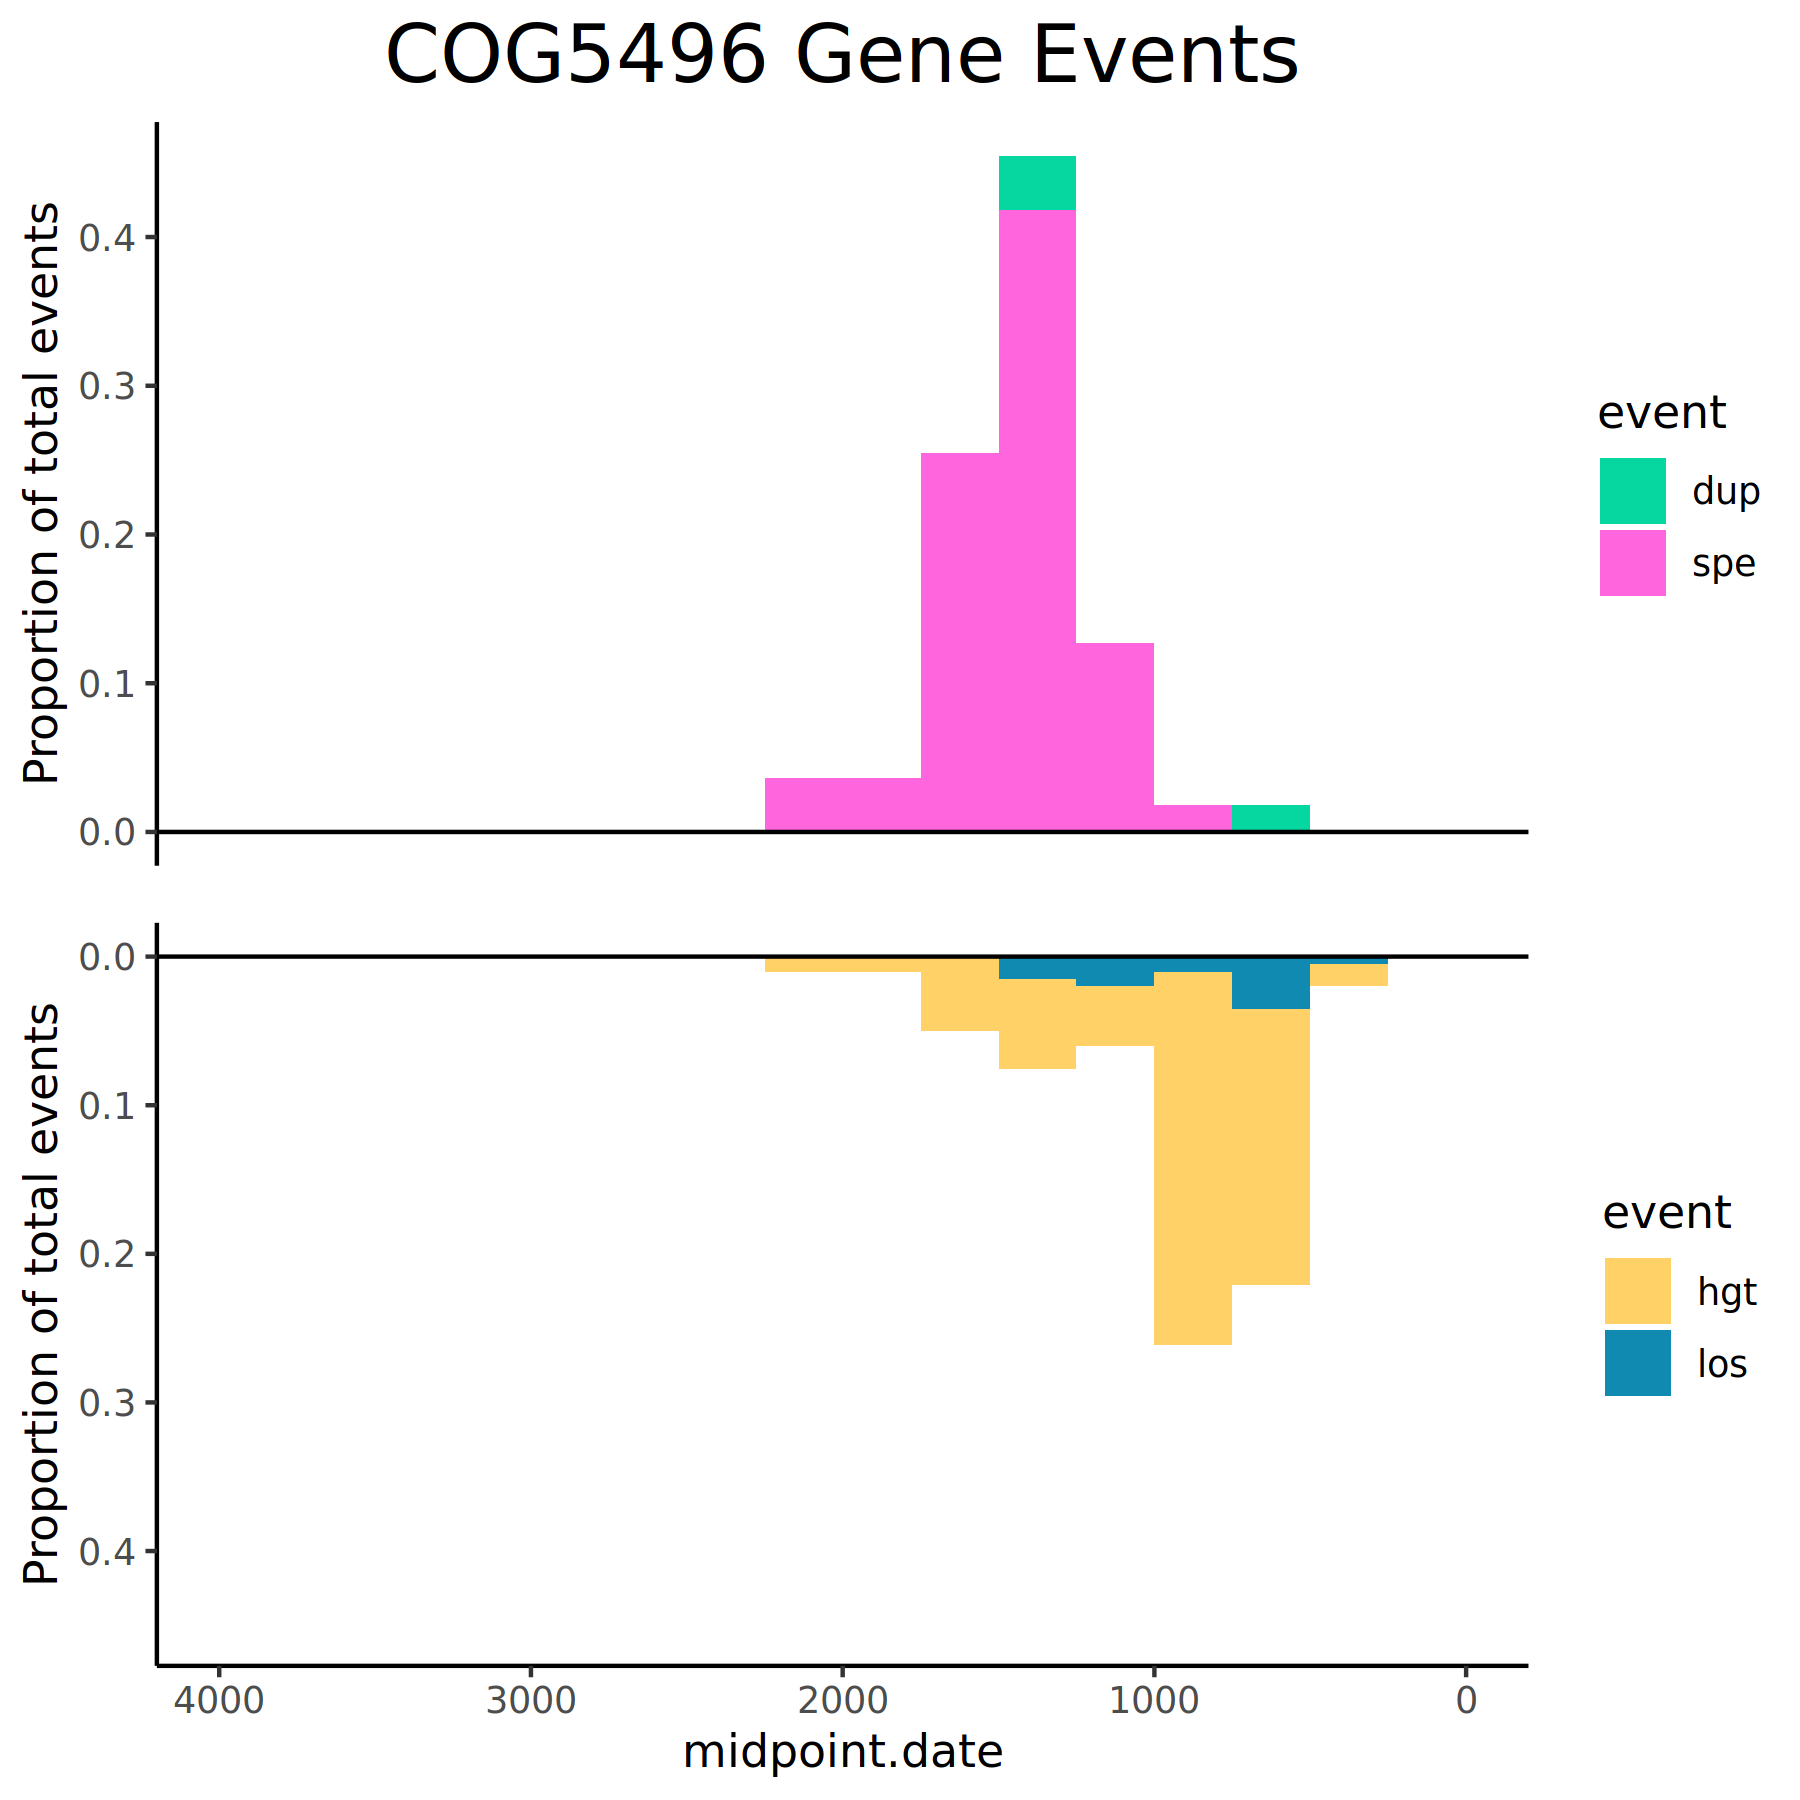 COG5496 Gene Events
Proportion of total events
0.4
0.3
0.2
0.1
0.0
event
dup
spe
Proportion of total events
0.0
0.1
0.2
0.3
0.4
event
hgt
los
4000 3000 2000 1000 0
midpoint.date